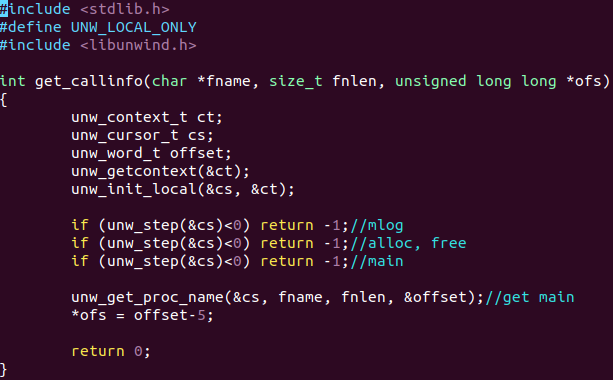 #include <stdlib.h>
#define UNW_LOCAL_ONLY
#include <libunwind.h>

int get_callinfo(char *fname, size_t fnlen, unsigned long long *ofs)
{
        unw_context_t ct;
        unw_cursor_t cs;
        unw_word_t offset;
        unw_getcontext(&ct);
        unw_init_local(&cs, &ct);

        if (unw_step(&cs)<0) return -1;//mlog
        if (unw_step(&cs)<0) return -1;//alloc, free
        if (unw_step(&cs)<0) return -1;//main

        unw_get_proc_name(&cs, fname, fnlen, &offset);//get main
        *ofs = offset-5;

        return 0;
}